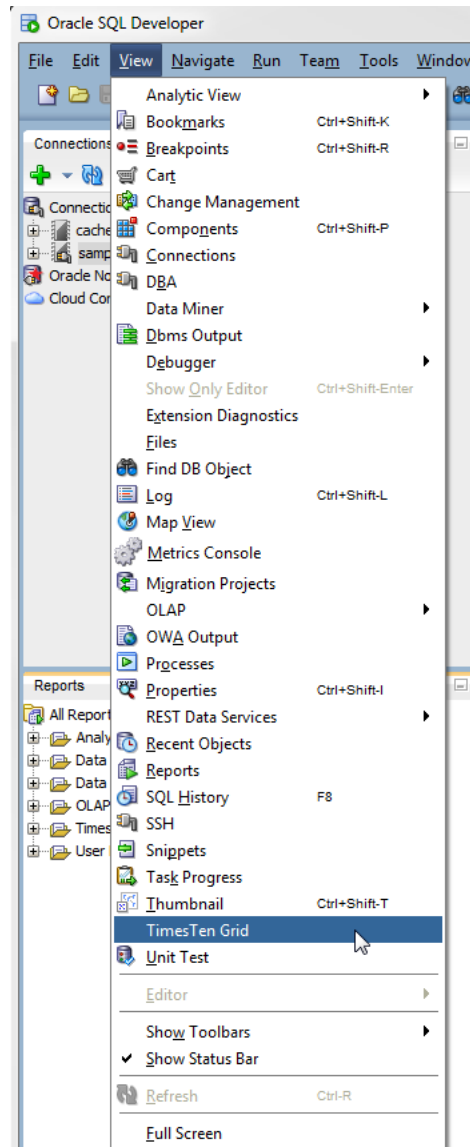 Oracle SQL Developer
File Edit View Navigate Run Team Tools Window
Connections
Connectio
cache
samp
Oracle No
Cloud Con
Analytic View
Bookmarks Ctrl+Shift-K
Breakpoints Ctrl+Shift-R
Cart
Change Management
Components Ctrl+Shift-P
Connections
DBA
Data Miner
Dbms Output
Debugger
Show Only Editor Ctrl+Shift-Enter
Extension Diagnostics
Files
Find DB Object
Log Ctrl+Shift-L
Map View
Metrics Console
Migration Projects
OLAP
OWA Output
Processes
Properties Ctrl+Shift-I
REST Data Services
Recent Objects
Reports
SQL History F8
SSH
Snippets
Task Progress
Thumbnail Ctrl+Shift-T
TimesTen Grid
Unit Test
Editor
Show Toolbars
Show Status Bar
Refresh Ctrl-R
Full Screen
Reports
All Report
Analy
Data
Data
OLAP
Times
User